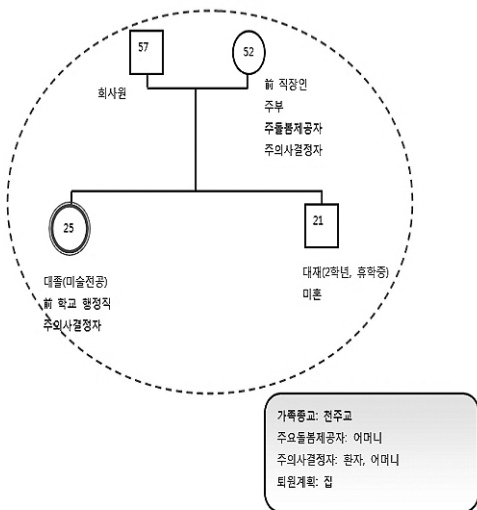 57
52
회사원
前 직장인
주부
주돌봄제공자
주의사결정자
25
21
대졸(미술전공)
前 학교 행정직
주의사결정자
대재(2학년, 휴학중)
미혼
가족종교: 천주교
주요돌봄제공자: 어머니
주의사결정자: 환자, 어머니
퇴원계획: 집